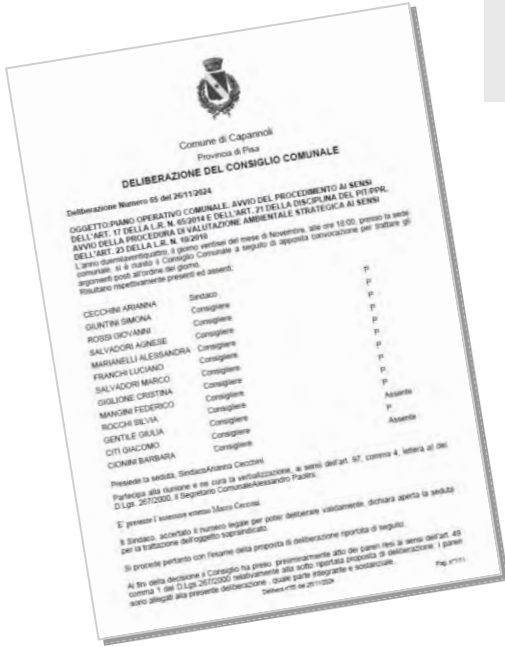 Comune di Capannoli
Provincia di Pisa
DELIBERAZIONE DEL CONSIGLIO COMUNALE
Deliberazione Numero 65 del 26/11/2024
OGGETTO:PIANO OPERATIVO COMUNALE. AVVIO DEL PROCEDIMENTO AI SENSI
DELL'ART. 17 DELLA L.R. N. 65/2014 E DELL'ART. 21 DELLA DISCIPLINA DEL PIT/PPR.
AVVIO DELLA PROCEDURA DI VALUTAZIONE AMBIENTALE STRATEGICA AI SENSI
DELL'ART. 23 DELLA L.R. N. 10/2010
L'anno duemilaventiquattro, il giorno ventisei del mese di Novembre, alle ore 18:00, presso la sede
comunale, si è riunito il Consiglio Comunale a seguito di apposita convocazione per trattare gli
argomenti posti all'ordine del giorno.
Risultano rispettivamente presenti ed assenti:
CECCHINI ARIANNA Sindaco P
GIUNTINI SIMONA Consigliere P
ROSSI GIOVANNI Consigliere P
SALVADORI AGNESE Consigliere P
MARIANELLI ALESSANDRA Consigliere P
FRANCHI LUCIANO Consigliere P
SALVADORI MARCO Consigliere P
GIGLIONE CRISTINA Consigliere P
MANGINI FEDERICO Consigliere P
ROCCHI SILVIA Consigliere P
GENTILE GIULIA Consigliere Assente
CITI GIACOMO Consigliere P
CIONINI BARBARA Consigliere Assente
Presiede la seduta, SindacoArianna Cecchini
Partecipa alla riunione e ne cura la verbalizzazione, ai sensi dell'art. 97, comma 4, lettera a) del
D.Lgs. 267/2000, il Segretario ComunaleAlessandro Paolini.
E' presente l'assessore esterno Marco Cecconi.
Il Sindaco, accertato il numero legale per poter deliberare validamente, dichiara aperta la seduta
per la trattazione dell'oggetto sopraindicato.
Si procede pertanto con l'esame della proposta di deliberazione riportata di seguito.
Ai fini della decisione il Consiglio ha preso preliminarmente atto dei pareri resi ai sensi dell'art. 49
comma 1 del D.Lgs 267/2000 relativamente alla sotto riportata proposta di deliberazione; i pareri
sono allegati alla presente deliberazione , quale parte integrante e sostanziale.
Delibera n°65 del 26/11/2024